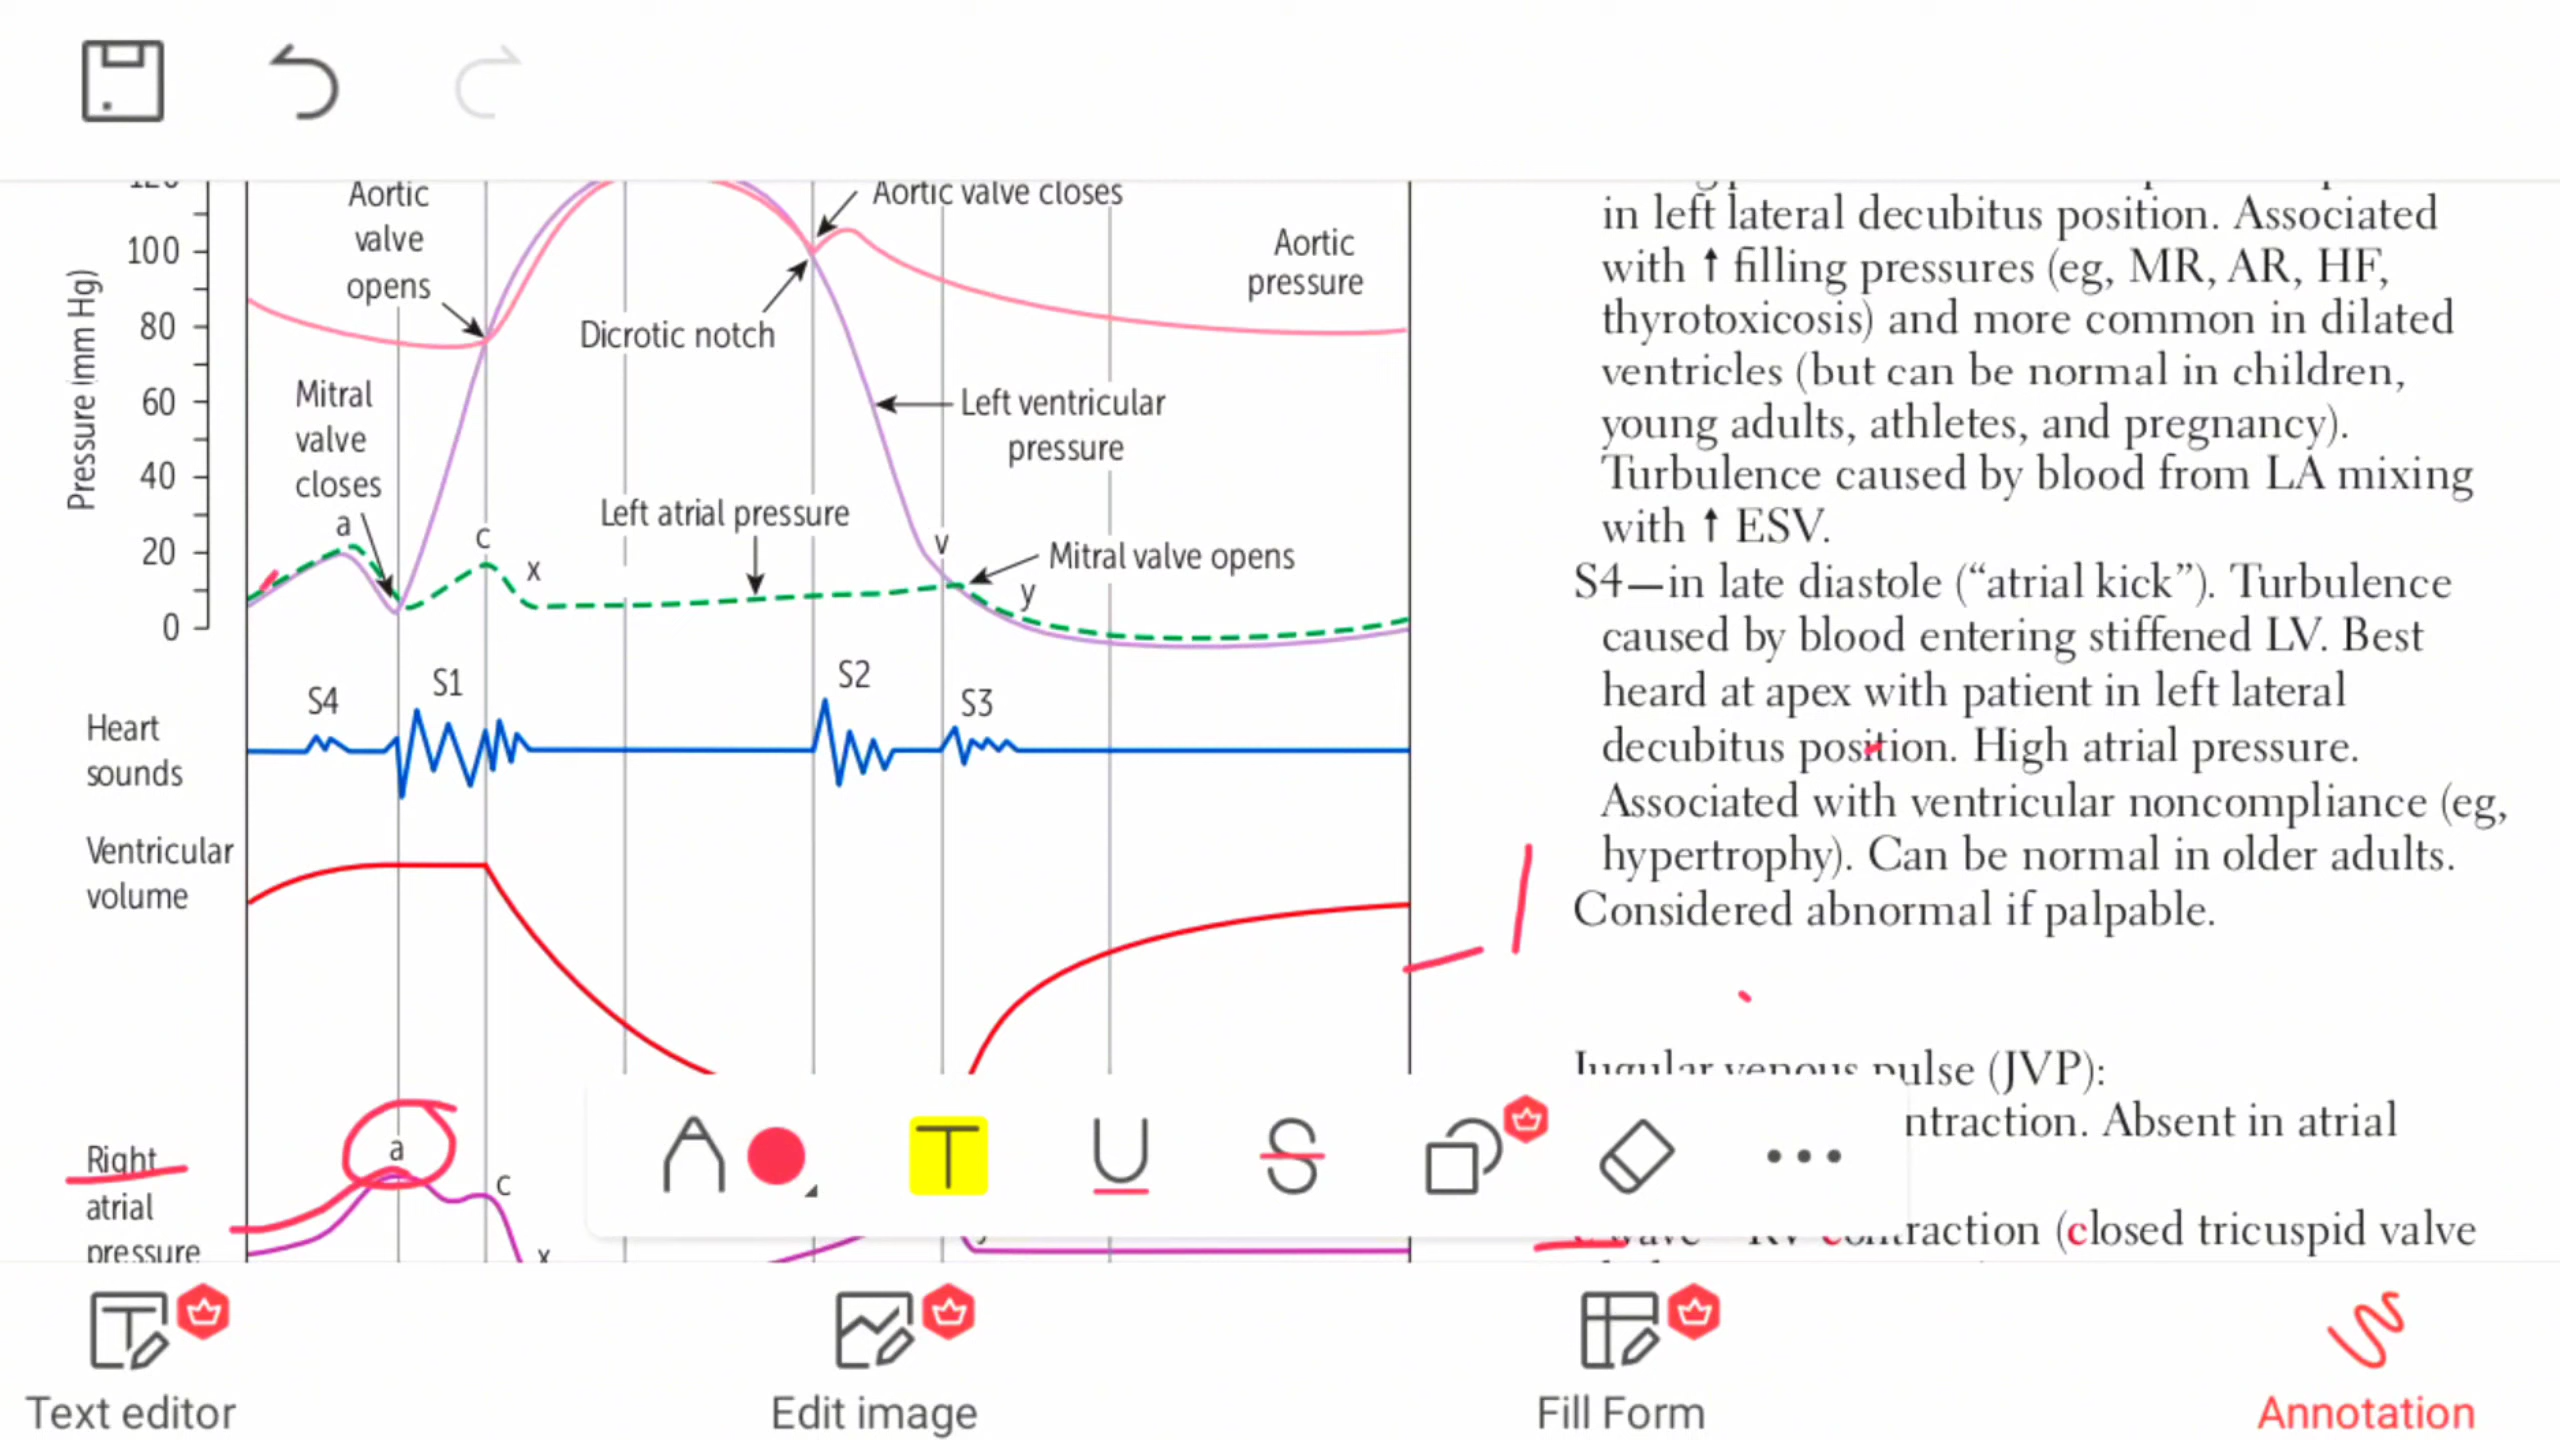 120
100
80
60
40
20
0
Pressure (mm Hg)
Aortic
valve
opens
Aortic valve closes
Aortic
pressure
Dicrotic notch
Mitral
valve
closes
Left ventricular
pressure
Left atrial pressure
Mitral valve opens
a
c
x
v
y
Heart
sounds
S4
S1
S2
S3
Ventricular
volume
Right
atrial
pressure
a
c
x
in left lateral decubitus position. Associated
with ↑ filling pressures (eg, MR, AR, HF,
thyrotoxicosis) and more common in dilated
ventricles (but can be normal in children,
young adults, athletes, and pregnancy).
Turbulence caused by blood from LA mixing
with ↑ ESV.
S4—in late diastole (“atrial kick”). Turbulence
caused by blood entering stiffened LV. Best
heard at apex with patient in left lateral
decubitus position. High atrial pressure.
Associated with ventricular noncompliance (eg,
hypertrophy). Can be normal in older adults.
Considered abnormal if palpable.
Jugular venous pulse (JVP):
ntraction. Absent in atrial
c wave—RV contraction (closed tricuspid valve
T
U
S
Text editor
Edit image
Fill Form
Annotation